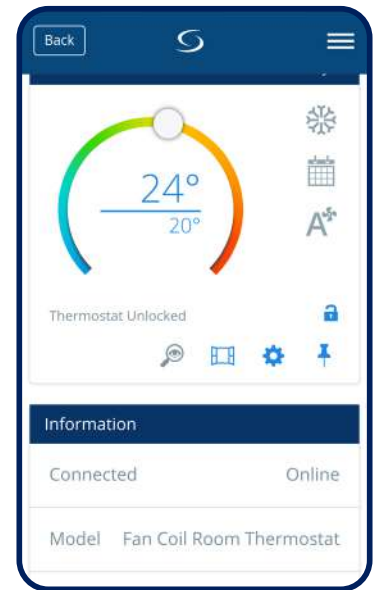 Back
24°
20°
A
Thermostat Unlocked
Information
Connected Online
Model Fan Coil Room Thermostat